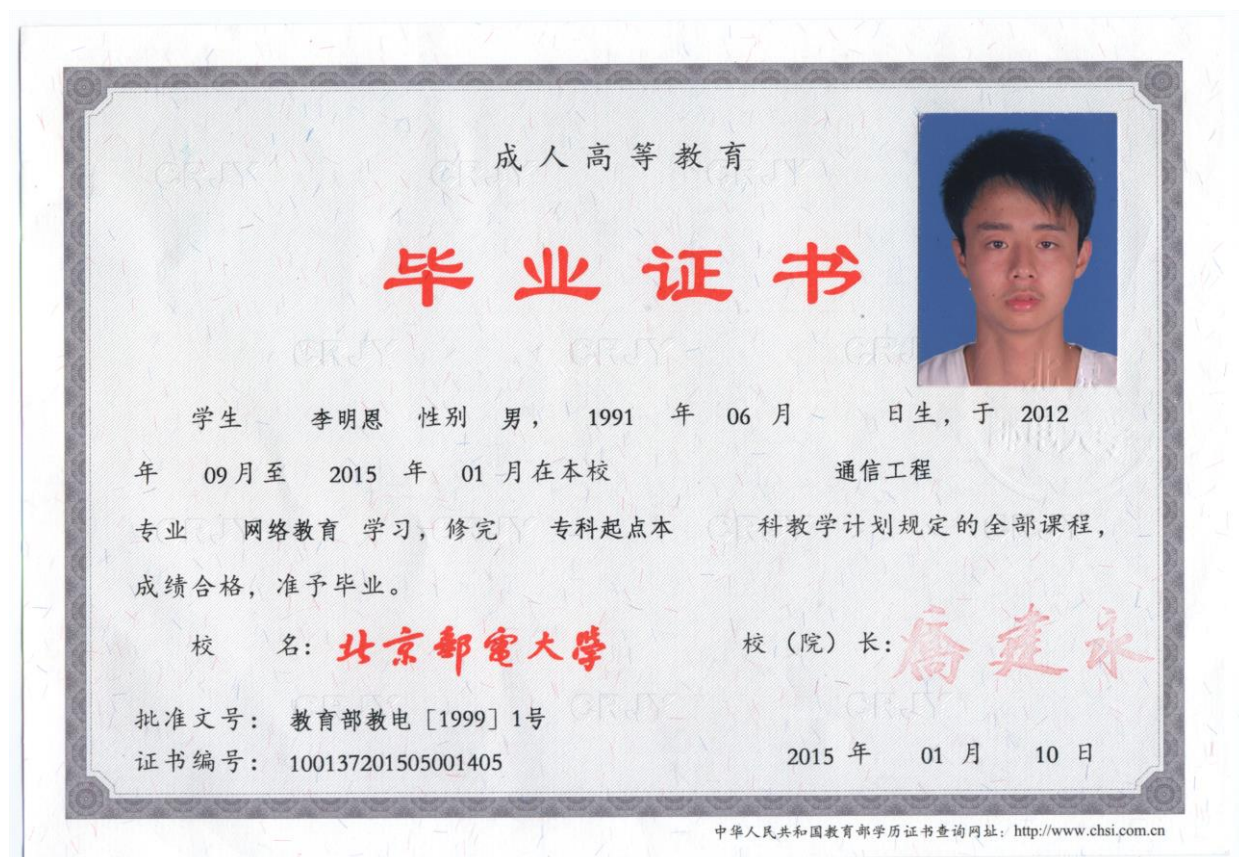 成人高等教育
毕业证书
学生 李明恩 性别 男， 1991 年 06 月 日生，于 2012
年 09 月至 2015 年 01 月在本校 通信工程
专业 网络教育 学习，修完 专科起点本 科教学计划规定的全部课程，
成绩合格，准予毕业。
校 名：北京郵電大學 校（院）长：喬建永
批准文号： 教育部教电［1999］1号
证书编号： 100137201505001405 2015 年 01 月 10 日
中华人民共和国教育部学历证书查询网址：http://www.chsi.com.cn